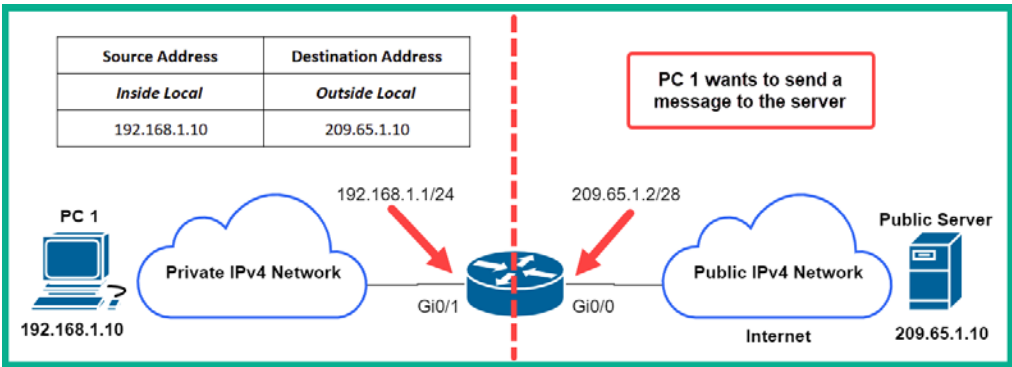 Source Address Destination Address
Inside Local Outside Local
192.168.1.10 209.65.1.10
PC 1 wants to send a
message to the server
192.168.1.1/24
209.65.1.2/28
PC 1
Public Server
Private IPv4 Network
Public IPv4 Network
Gi0/1
Gi0/0
192.168.1.10
Internet
209.65.1.10